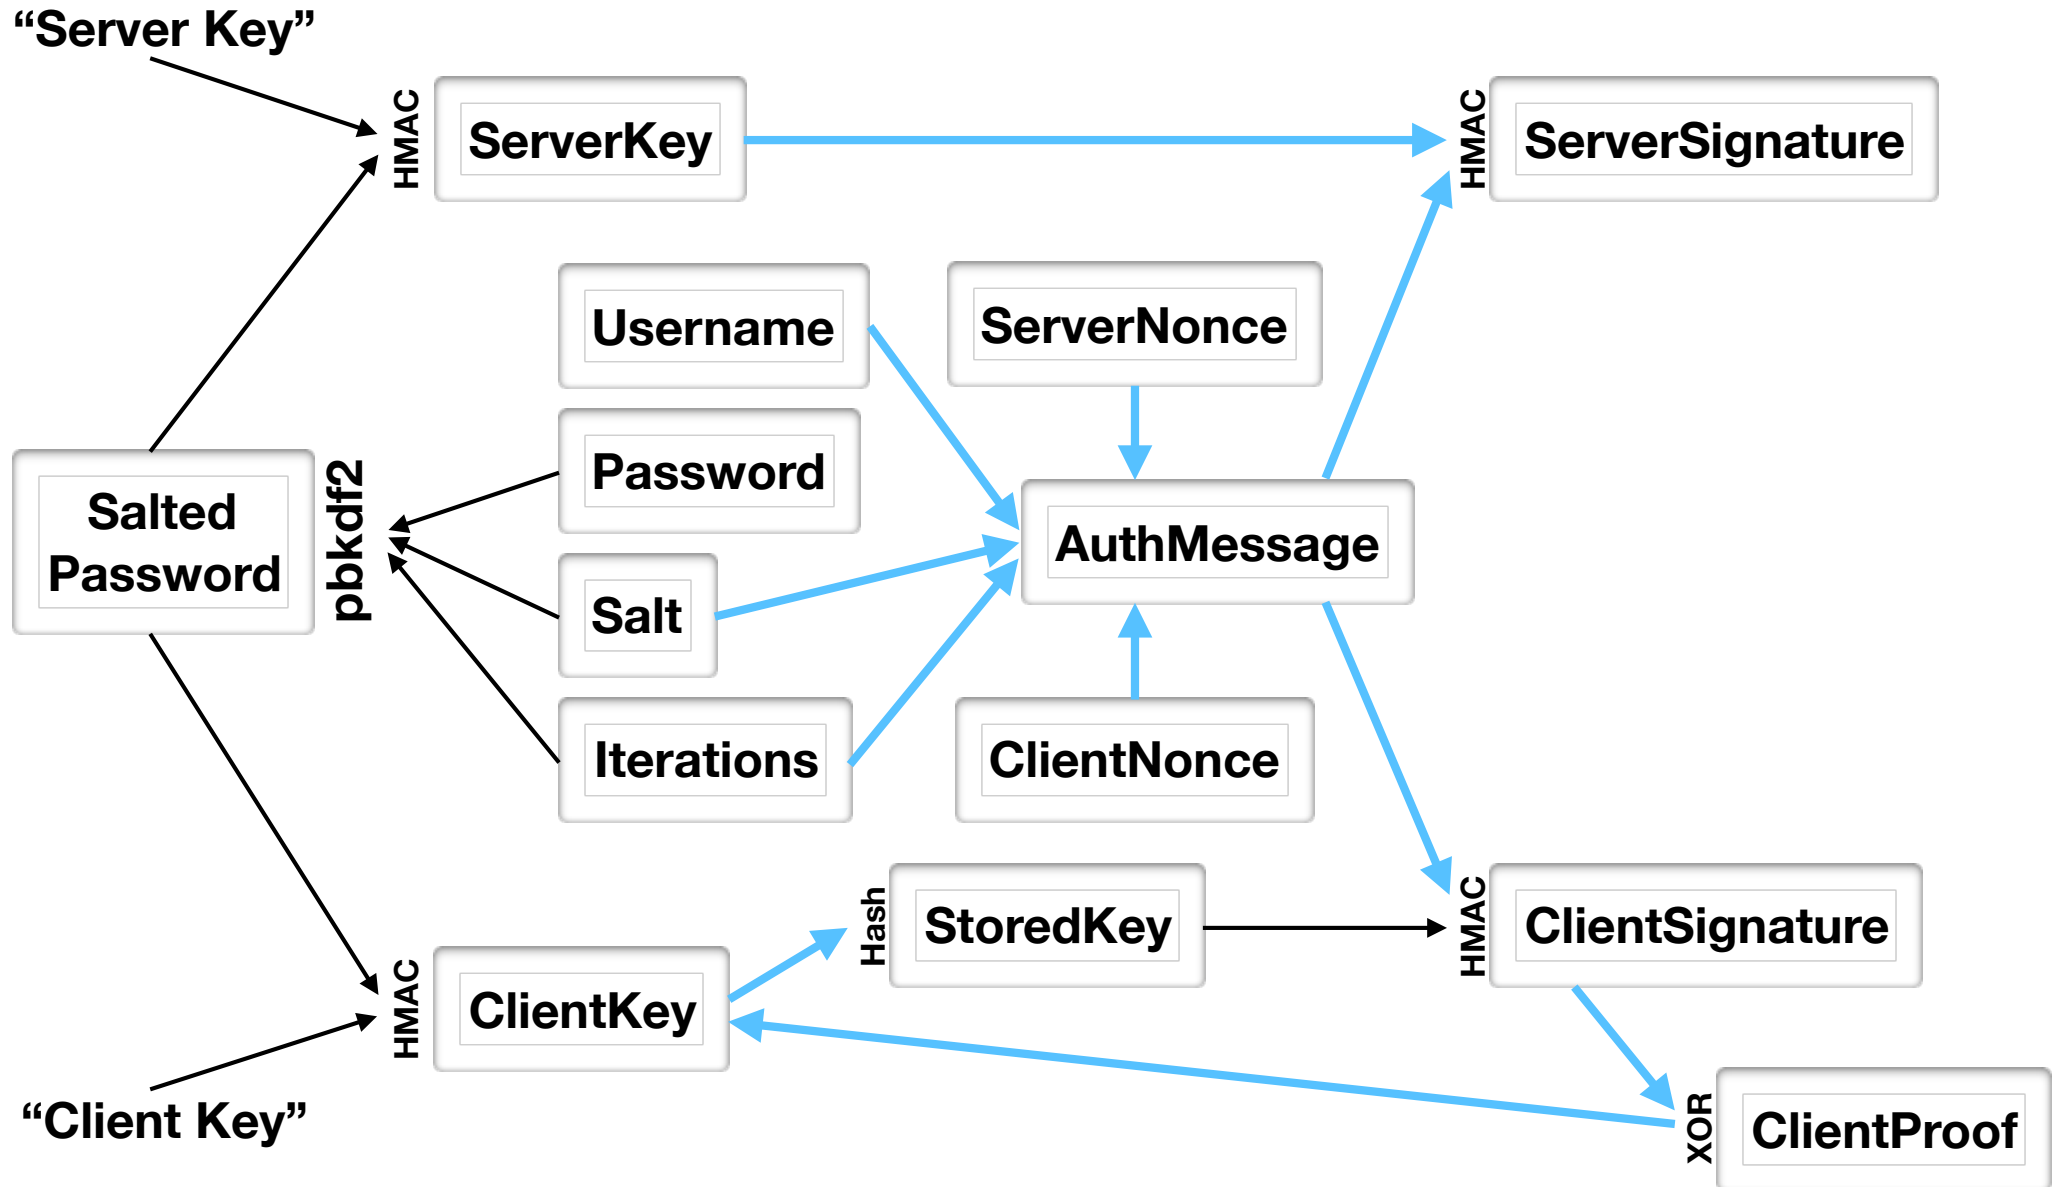 “Server Key”
HMAC
ServerKey
HMAC
ServerSignature
Username
ServerNonce
Password
Salted
Password
pbkdf2
AuthMessage
Salt
Iterations
ClientNonce
Hash
StoredKey
HMAC
ClientSignature
HMAC
ClientKey
“Client Key”
XOR
ClientProof